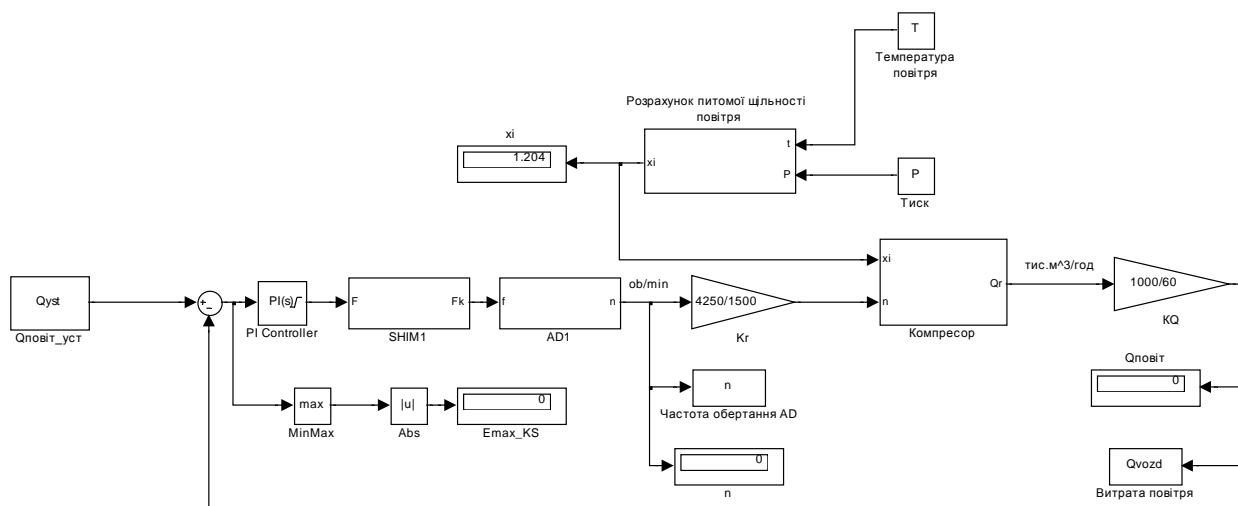 T
Температура
повітря
Розрахунок питомої щільності
повітря
xi
1.204
xi
t
P
P
Тиск
тис.м^3/год
Qyst
Qповіт_уст
+
−
PI(s)
PI Controller
F
Fk
SHIM1
f
n
AD1
ob/min
4250/1500
Kr
xi
n
Qr
Компресор
1000/60
KQ
max
MinMax
|u|
Abs
0
Emax_KS
n
Частота обертання AD
0
n
Qповіт
0
Qvozd
Витрата повітря